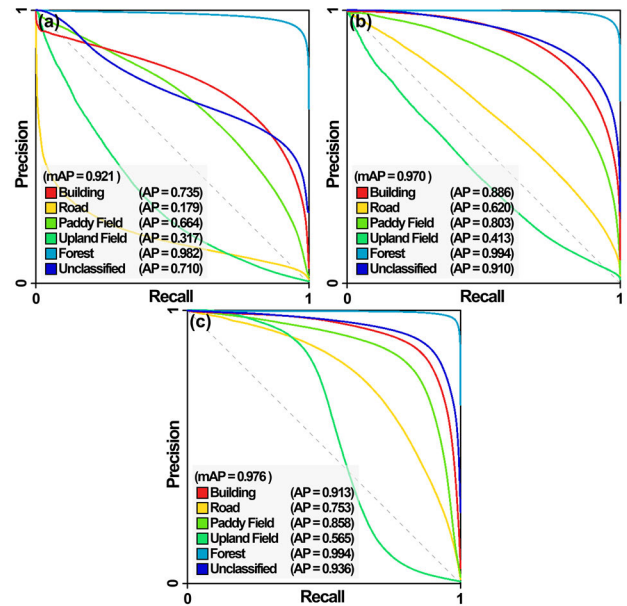 1
(a)
Precision
(mAP = 0.921 )
Building (AP = 0.735)
Road (AP = 0.179)
Paddy Field (AP = 0.664)
Upland Field (AP = 0.317)
Forest (AP = 0.982)
Unclassified (AP = 0.710)
0
0 Recall 1
1
(b)
Precision
(mAP = 0.970 )
Building (AP = 0.886)
Road (AP = 0.620)
Paddy Field (AP = 0.803)
Upland Field (AP = 0.413)
Forest (AP = 0.994)
Unclassified (AP = 0.910)
0
0 Recall 1
1
(c)
Precision
(mAP = 0.976 )
Building (AP = 0.913)
Road (AP = 0.753)
Paddy Field (AP = 0.858)
Upland Field (AP = 0.565)
Forest (AP = 0.994)
Unclassified (AP = 0.936)
0
0 Recall 1